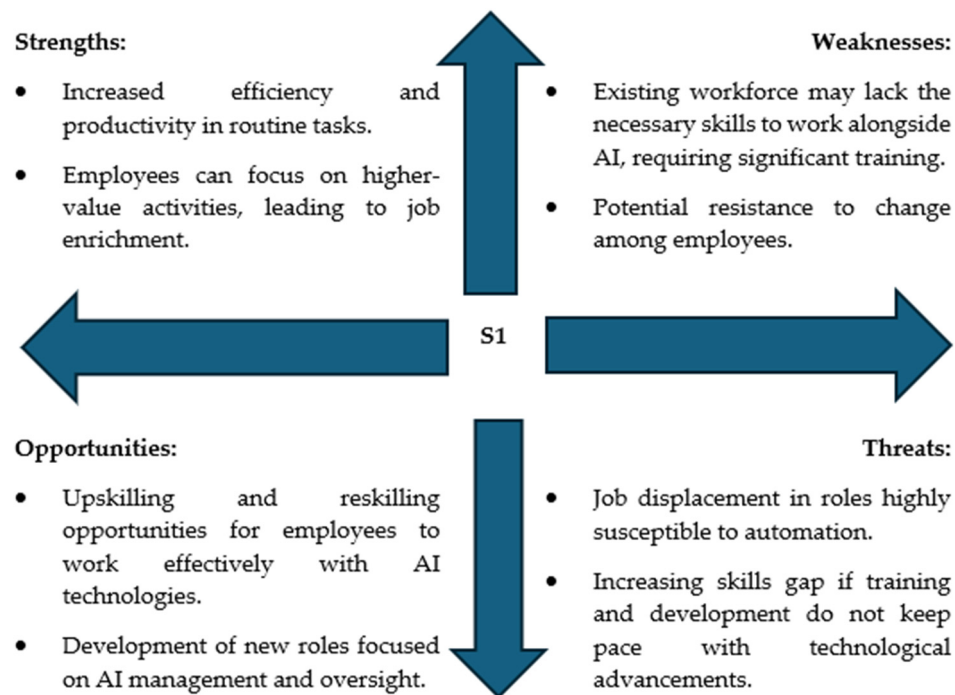 Strengths:
• Increased efficiency and
productivity in routine tasks.
• Employees can focus on higher-
value activities, leading to job
enrichment.
Weaknesses:
• Existing workforce may lack the
necessary skills to work alongside
AI, requiring significant training.
• Potential resistance to change
among employees.
S1
Opportunities:
• Upskilling and reskilling
opportunities for employees to
work effectively with AI
technologies.
• Development of new roles focused
on AI management and oversight.
Threats:
• Job displacement in roles highly
susceptible to automation.
• Increasing skills gap if training
and development do not keep
pace with technological
advancements.